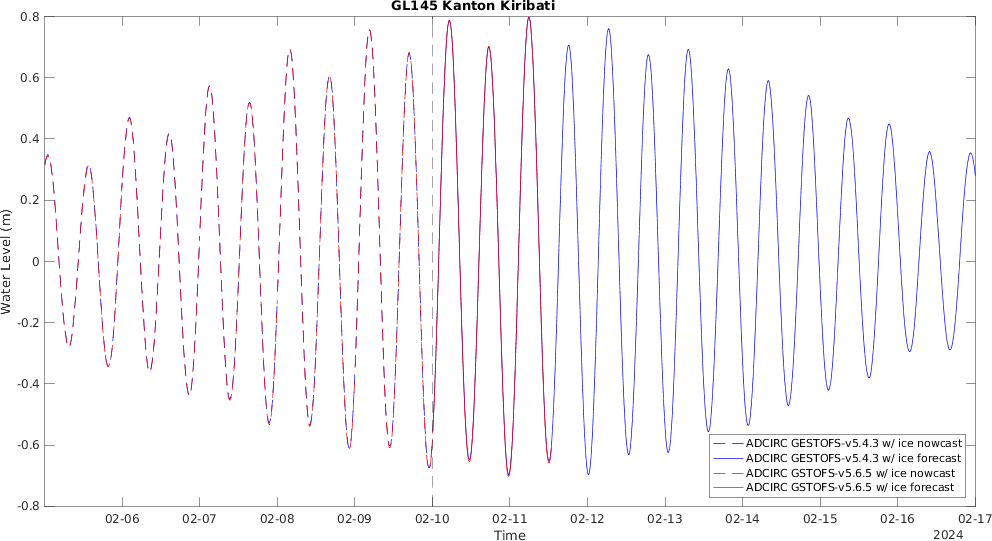 GL145 Kanton Kiribati
Water Level (m)
0.8
0.6
0.4
0.2
0
-0.2
-0.4
-0.6
-0.8
ADCIRC GESTOFS-v5.4.3 w/ ice nowcast
ADCIRC GESTOFS-v5.4.3 w/ ice forecast
ADCIRC GSTOFS-v5.6.5 w/ ice nowcast
ADCIRC GSTOFS-v5.6.5 w/ ice forecast
02-06 02-07 02-08 02-09 02-10 02-11 02-12 02-13 02-14 02-15 02-16 02-17
Time
2024